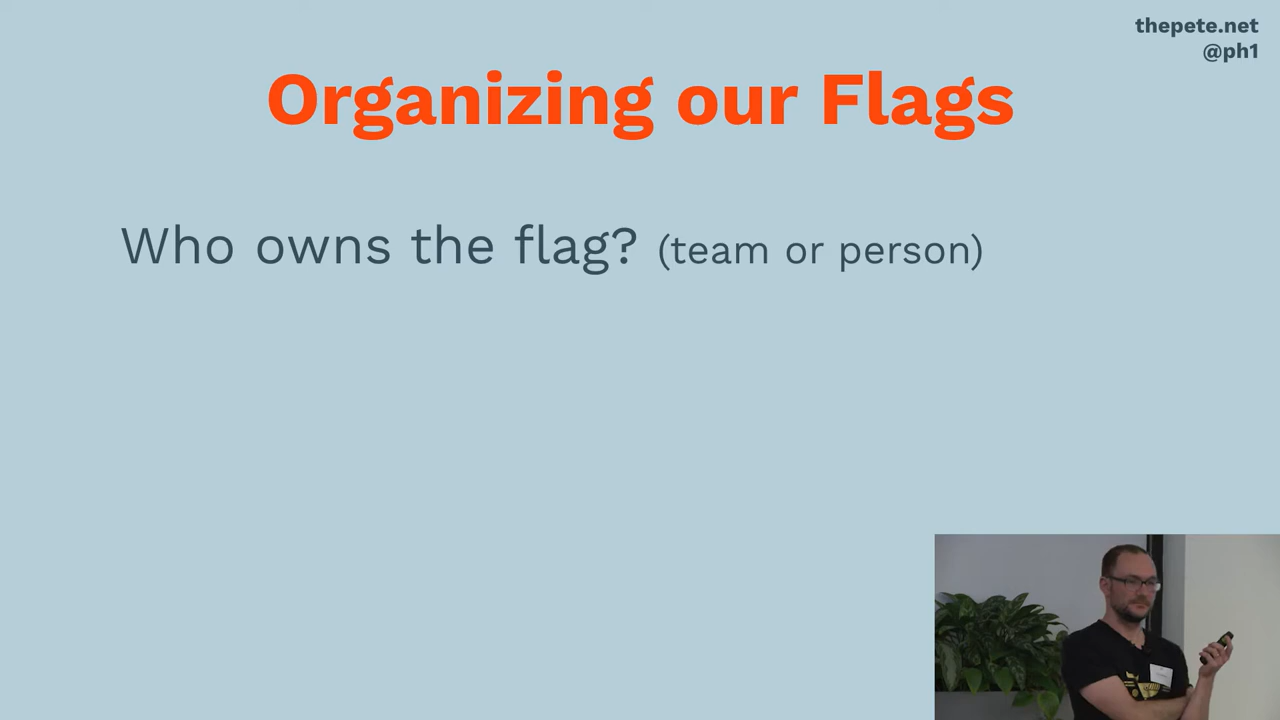 thepete.net
@ph1
Organizing our Flags
Who owns the flag? (team or person)